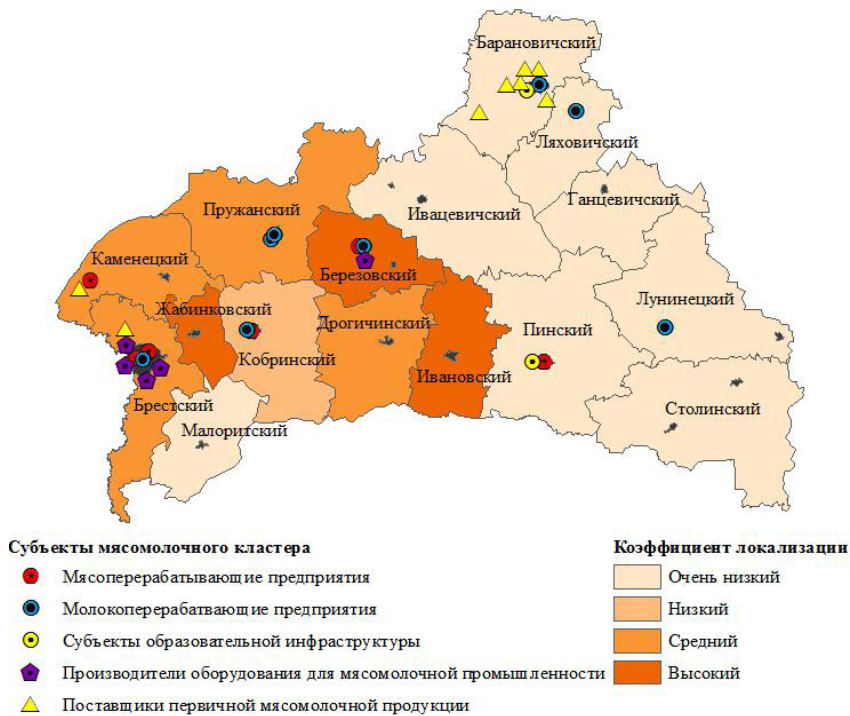 Барановичский
Ляховичский
Ганцевичский
Ивацевичский
Пружанский
Каменецкий
Березовский
Лунинецкий
Жабинковский
Дрогичинский
Пинский
Кобринский
Ивановский
Брестский
Столинский
Малоритский
Субъекты мясомолочного кластера
Мясоперерабатывающие предприятия
Молокоперерабатвающие предприятия
Субъекты образовательной инфраструктуры
Производители оборудования для мясомолочной промышленности
Поставщики первичной мясомолочной продукции
Коэффициент локализации
Очень низкий
Низкий
Средний
Высокий